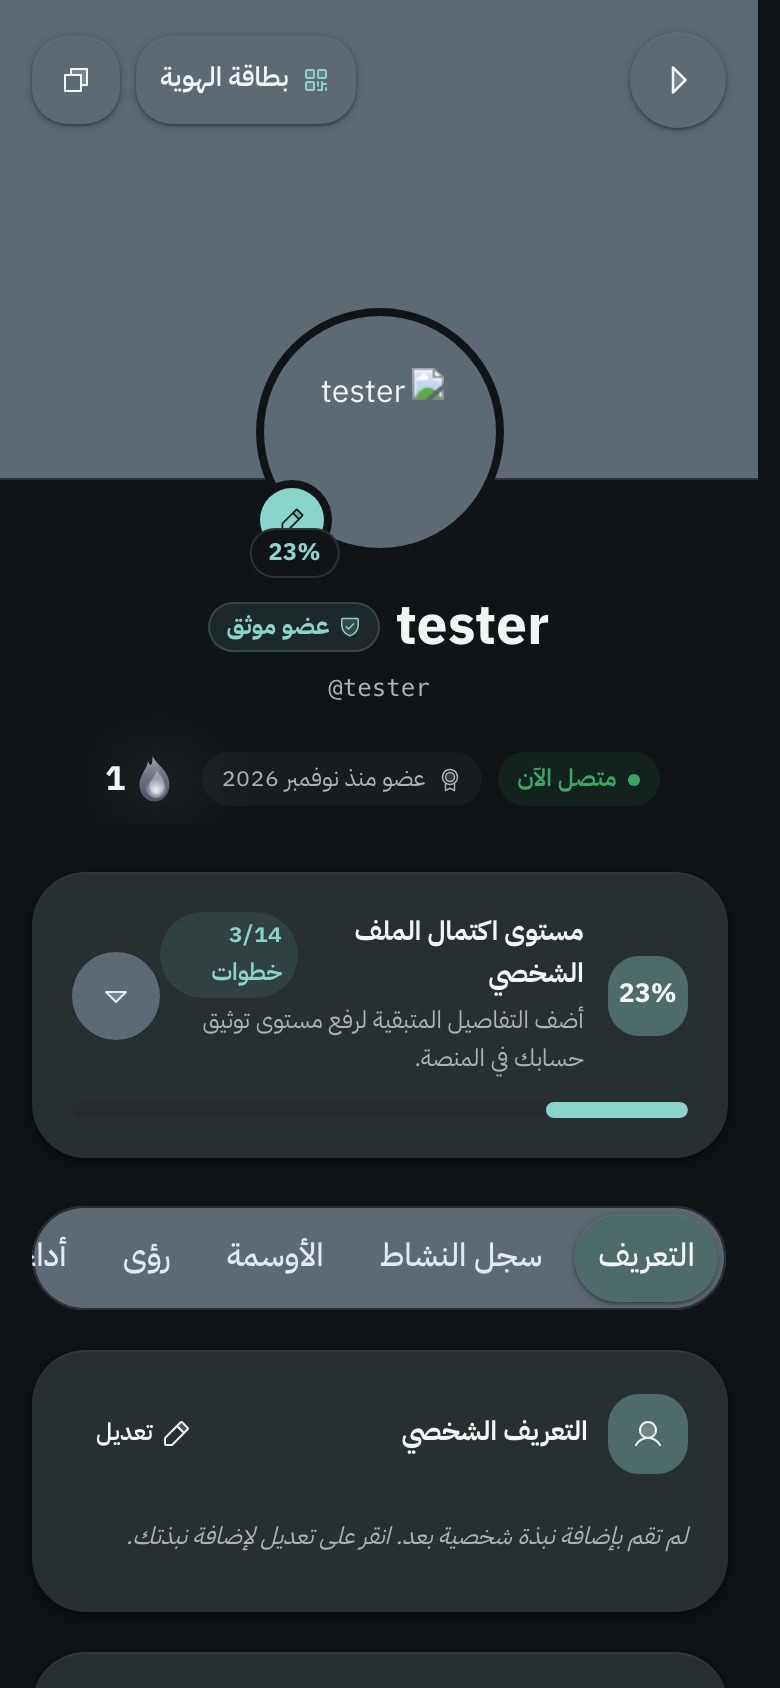 بطاقة الهوية
tester
23%
tester عضو موثق
@tester
متصل الآن
عضو منذ نوفمبر 2026
1
23%
مستوى اكتمال الملف
الشخصي
3/14
خطوات
أضف التفاصيل المتبقية لرفع مستوى توثيق
حسابك في المنصة.
التعريف سجل النشاط الأوسمة رؤى
التعريف الشخصي
تعديل
لم تقم بإضافة نبذة شخصية بعد. انقر على تعديل لإضافة نبذتك.